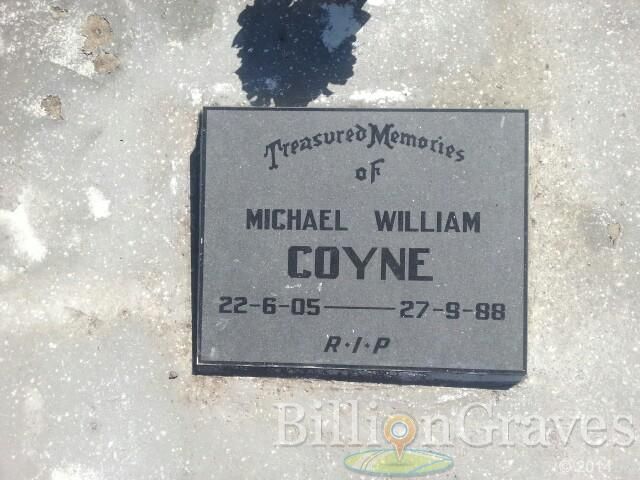 Treasured Memories
of
MICHAEL WILLIAM
COYNE
22-6-05 — 27-9-88
R·I·P
BillionGraves
© 2014